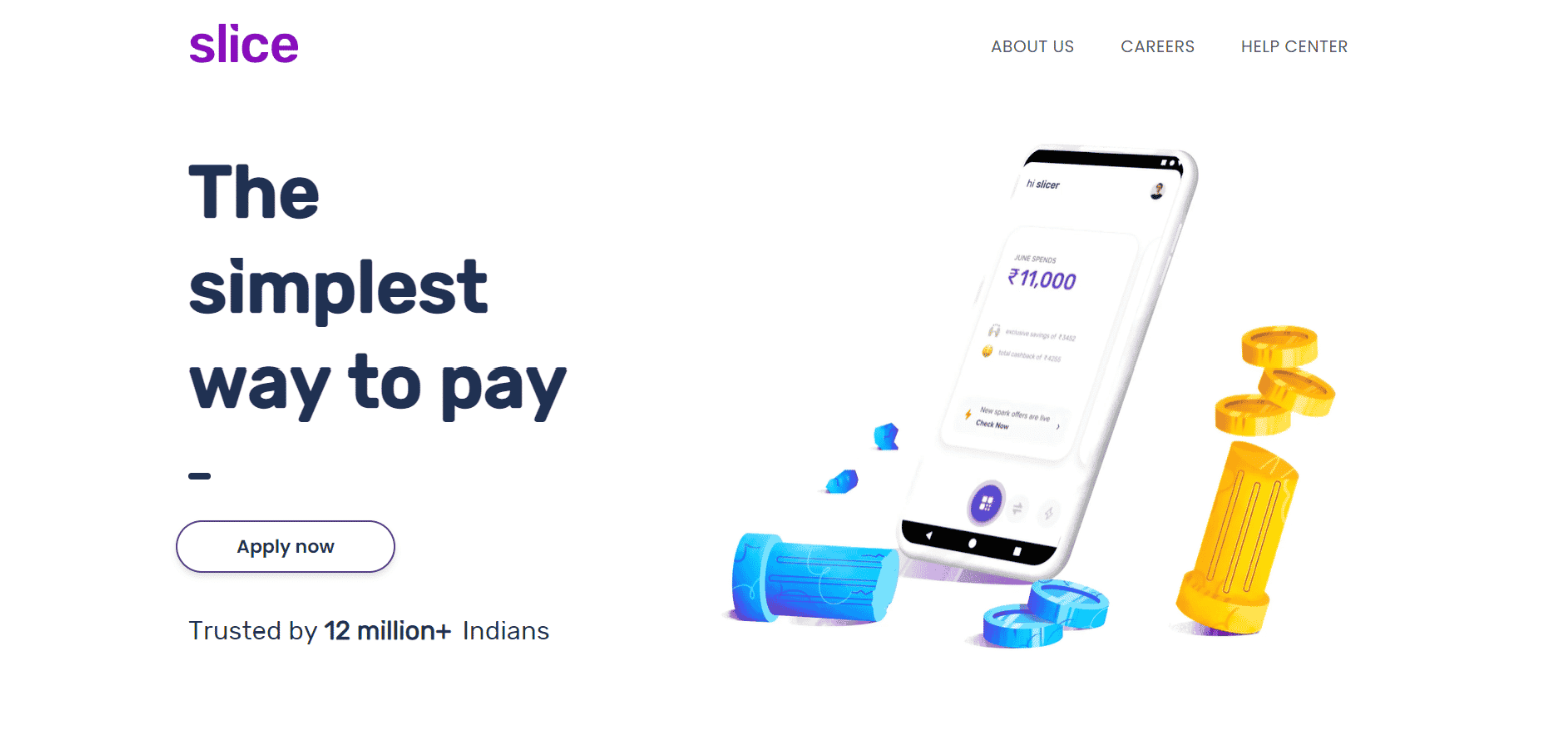 slice
ABOUT US
CAREERS
HELP CENTER
The
simplest
way to pay
Apply now
Trusted by 12 million+ Indians
hi slicer
JUNE SPENDS
₹11,000
exclusive savings of ₹3452
total cashback of ₹4255
New spark offers are live
Check Now